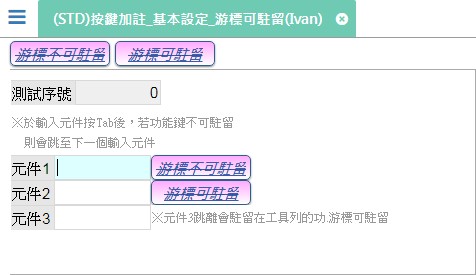 (STD)按鍵加註_基本設定_游標可駐留(Ivan)
游標不可駐留 游標可駐留
測試序號 0
※於輸入元件按Tab後，若功能鍵不可駐留
則會跳至下一個輸入元件
元件1 游標不可駐留
元件2 游標可駐留
元件3 ※元件3跳離會駐留在工具列的功.游標可駐留